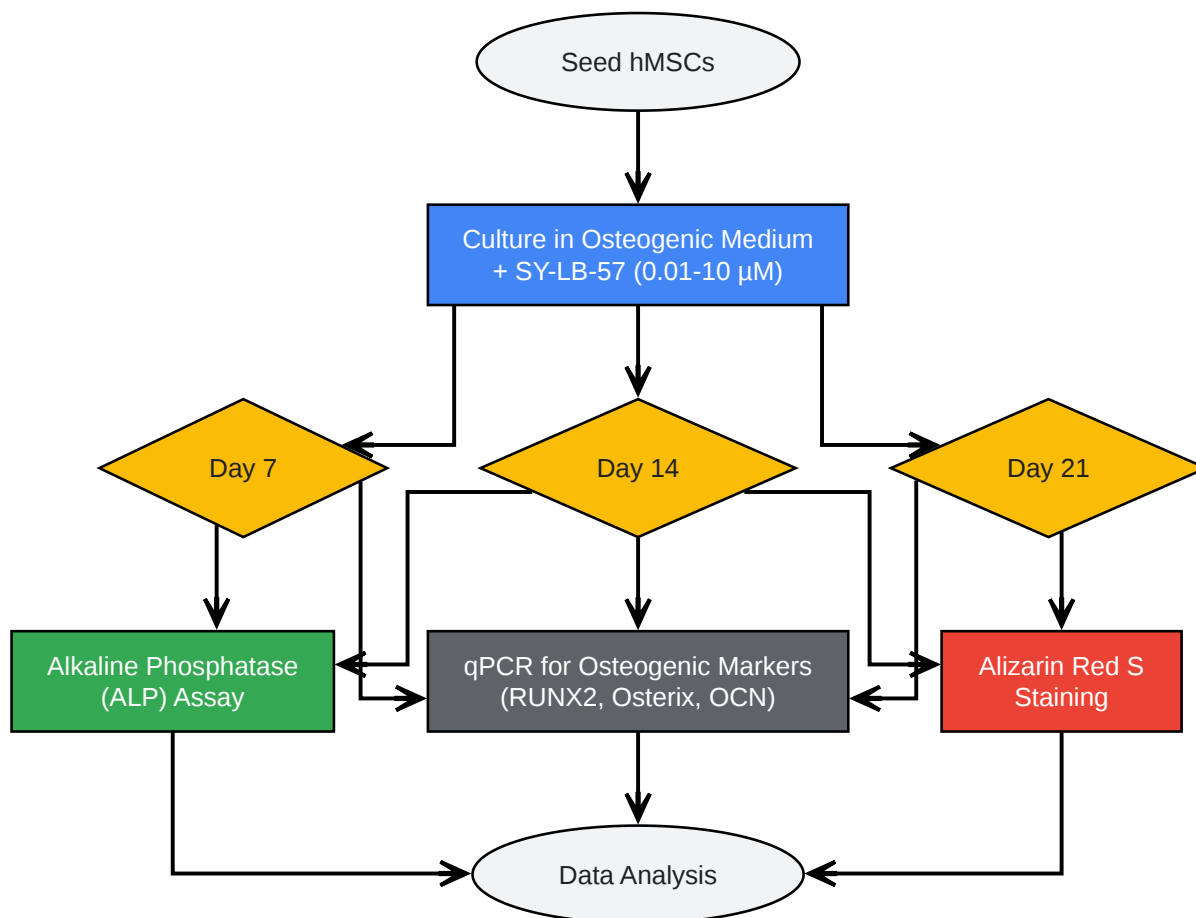 Seed hMSCs
Culture in Osteogenic Medium
+ SY-LB-57 (0.01-10 µM)
Day 7
Day 14
Day 21
Alkaline Phosphatase
(ALP) Assay
qPCR for Osteogenic Markers
(RUNX2, Osterix, OCN)
Alizarin Red S
Staining
Data Analysis